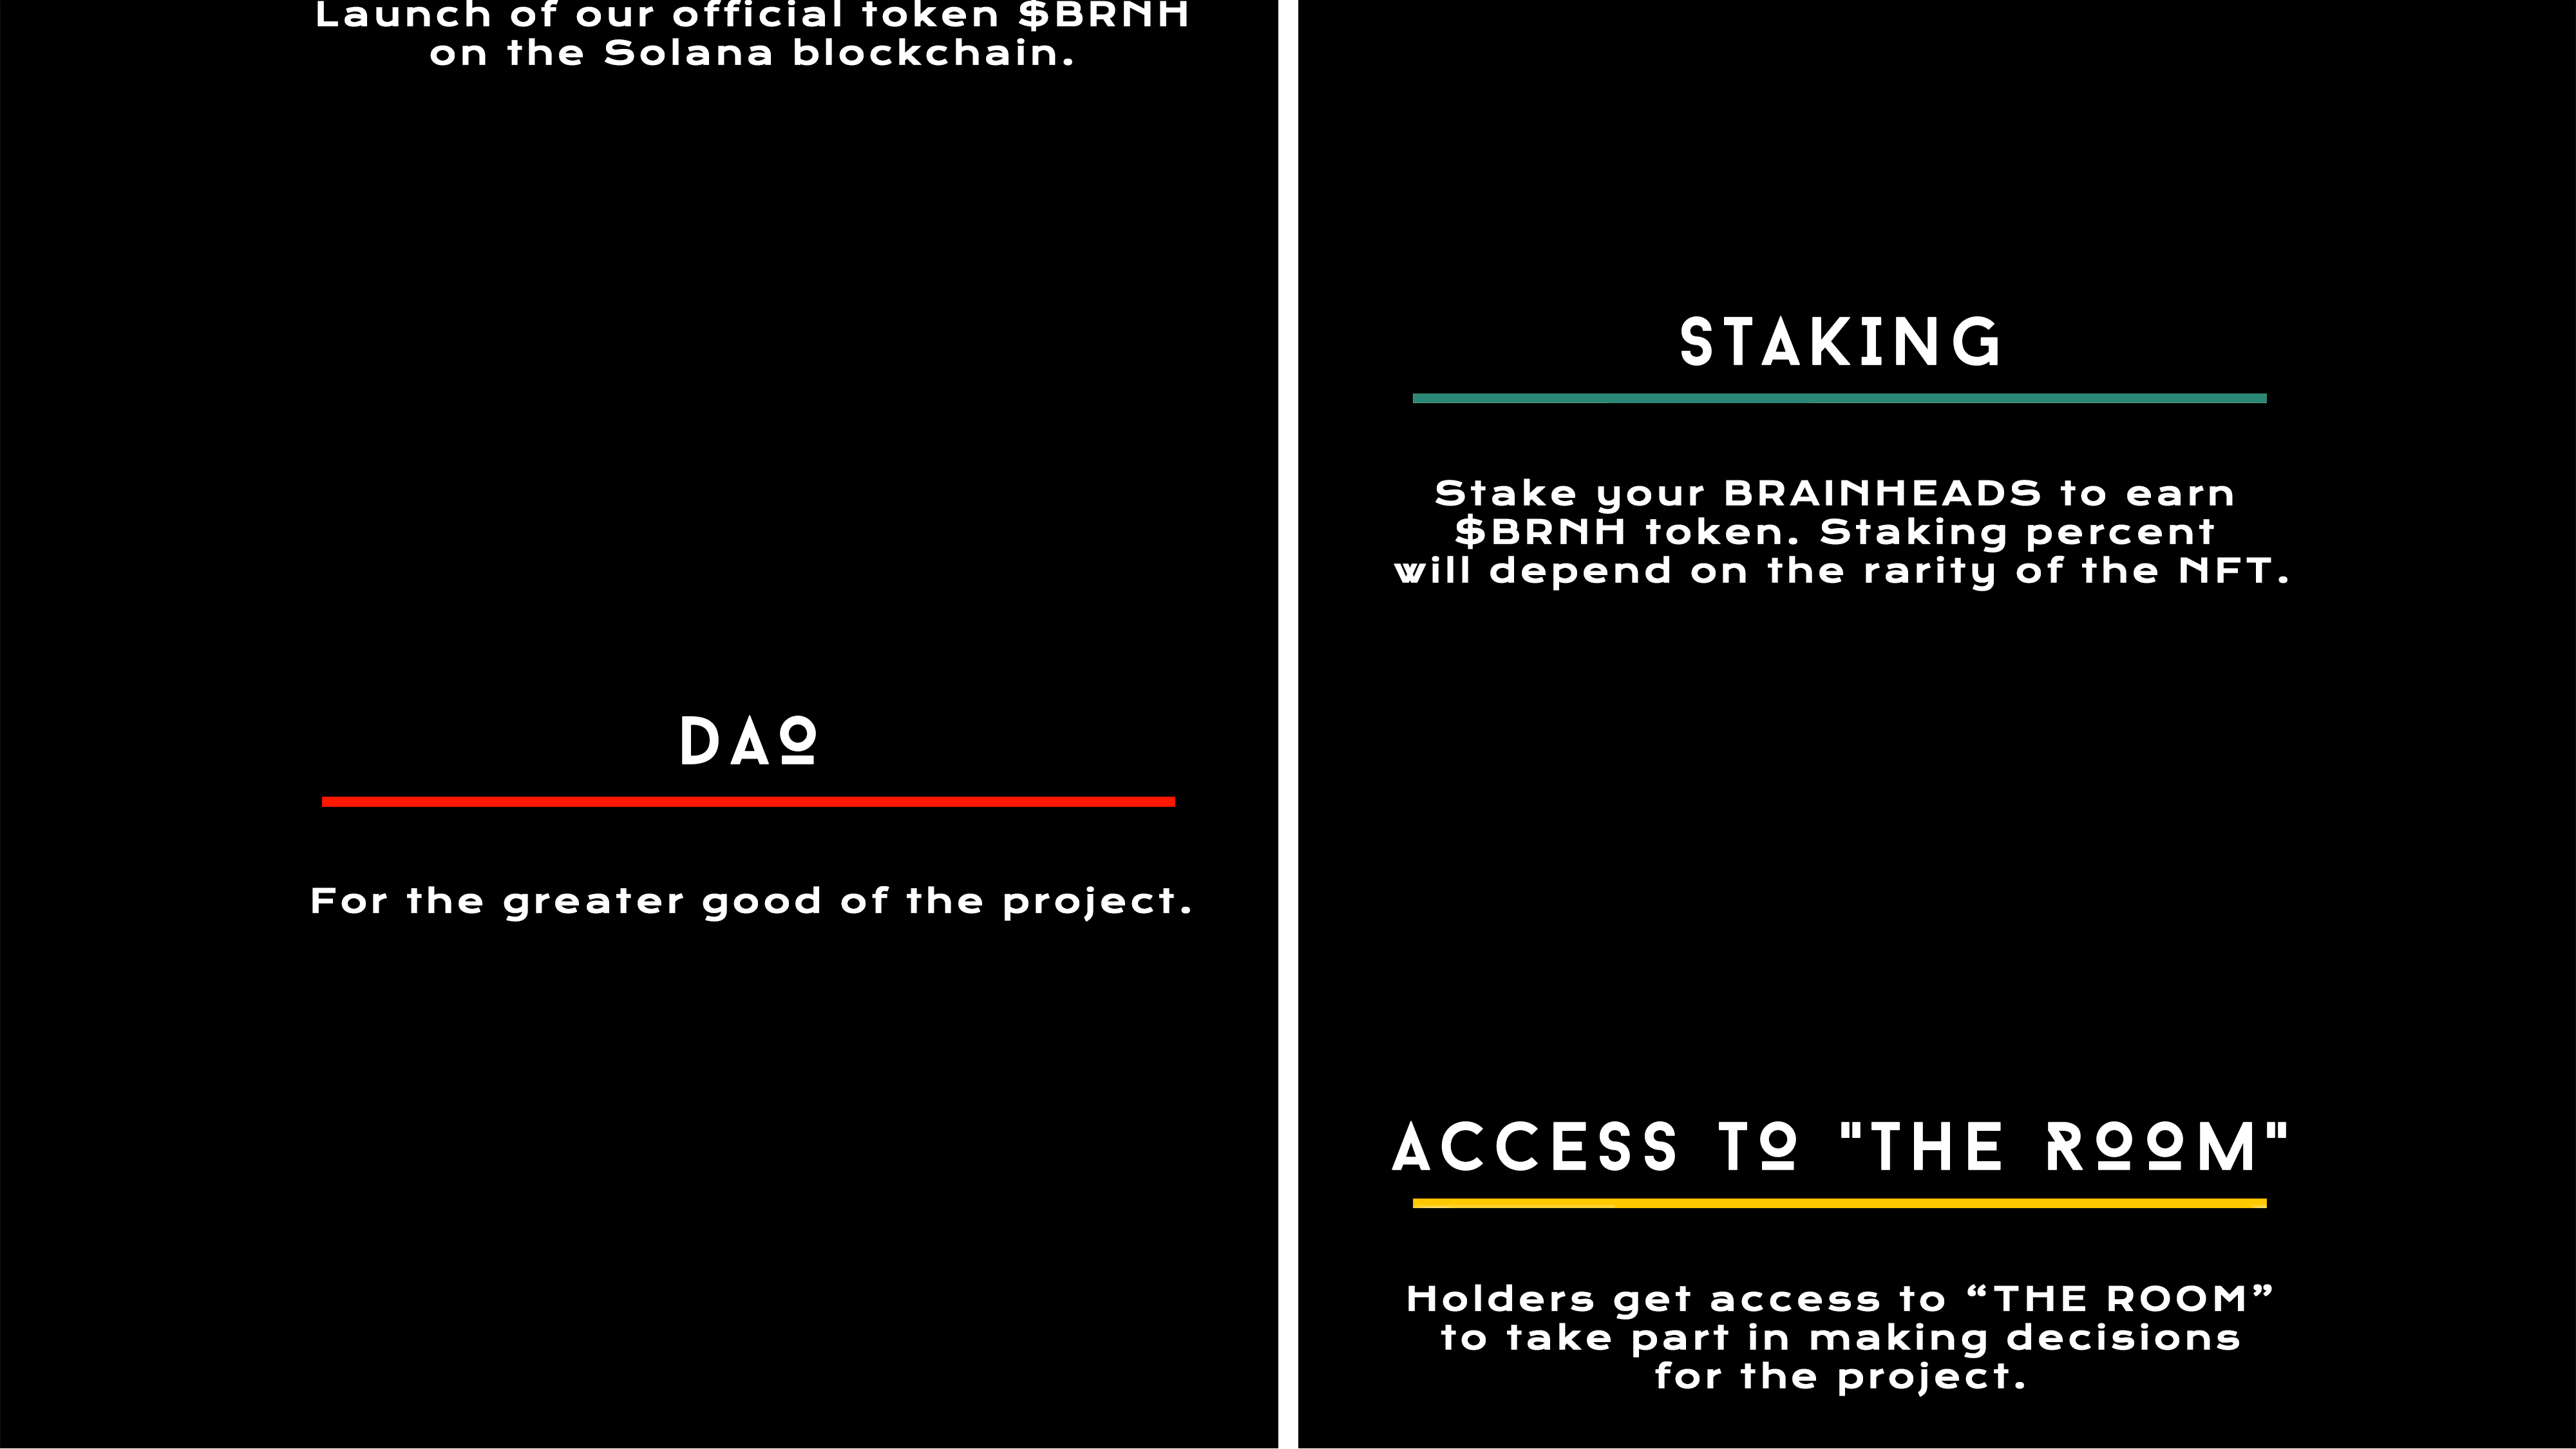 Launch of our official token $BRNH
on the Solana blockchain.
STAKING
Stake your BRAINHEADS to earn
$BRNH token. Staking percent
will depend on the rarity of the NFT.
DAO
For the greater good of the project.
ACCESS TO "THE ROOM"
Holders get access to “THE ROOM”
to take part in making decisions
for the project.